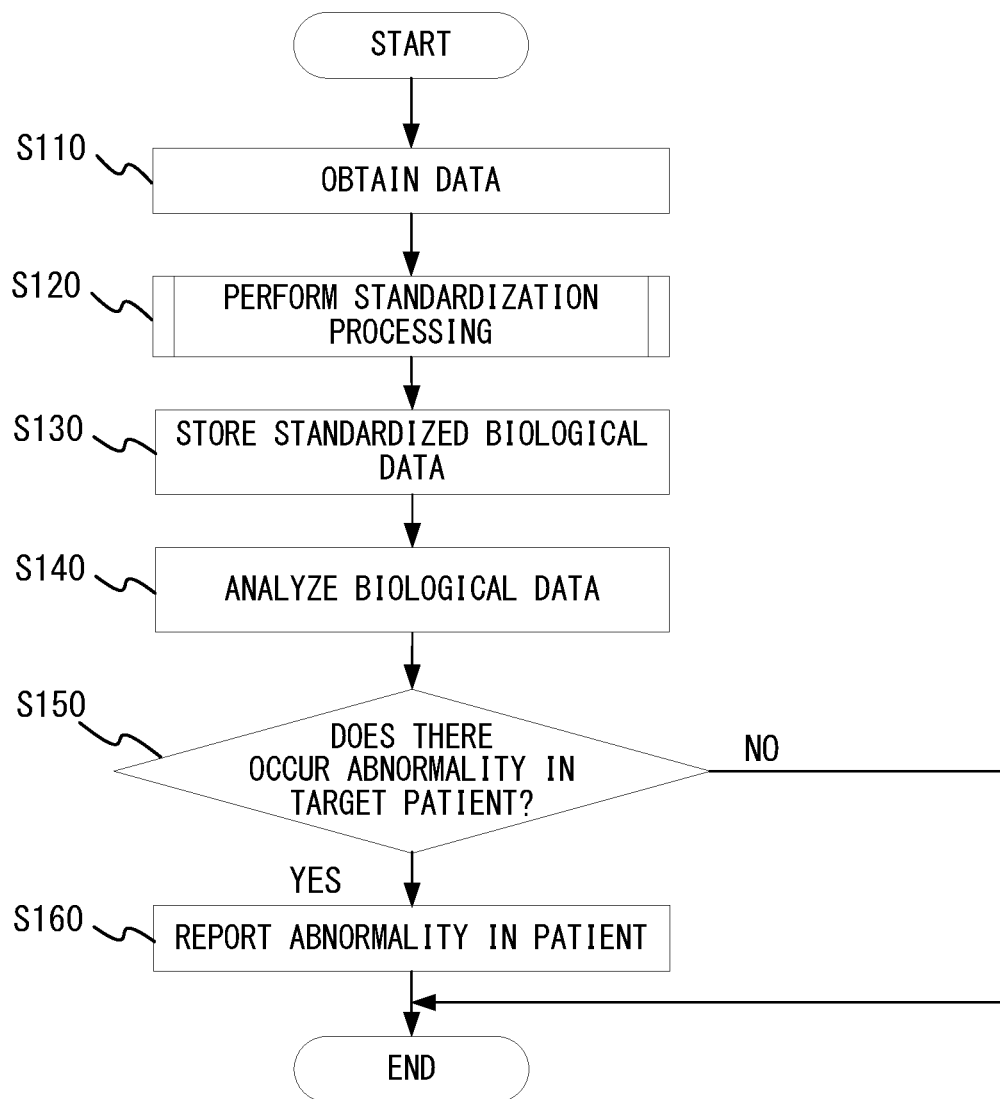 START
S110
OBTAIN DATA
S120
PERFORM STANDARDIZATION
PROCESSING
S130
STORE STANDARDIZED BIOLOGICAL
DATA
S140
ANALYZE BIOLOGICAL DATA
S150
DOES THERE
OCCUR ABNORMALITY IN
TARGET PATIENT?
NO
YES
S160
REPORT ABNORMALITY IN PATIENT
END